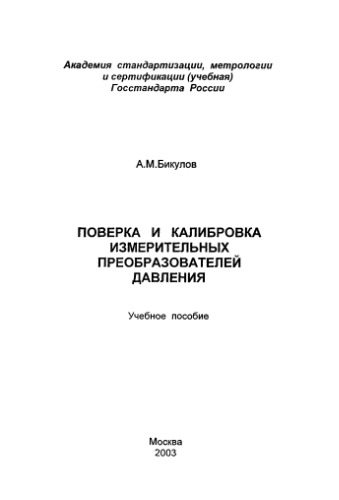 Академия стандартизации, метрологии
и сертификации (учебная)
Госстандарта России
А.М.Бикулов
ПОВЕРКА И КАЛИБРОВКА
ИЗМЕРИТЕЛЬНЫХ
ПРЕОБРАЗОВАТЕЛЕЙ
ДАВЛЕНИЯ
Учебное пособие
Москва
2003